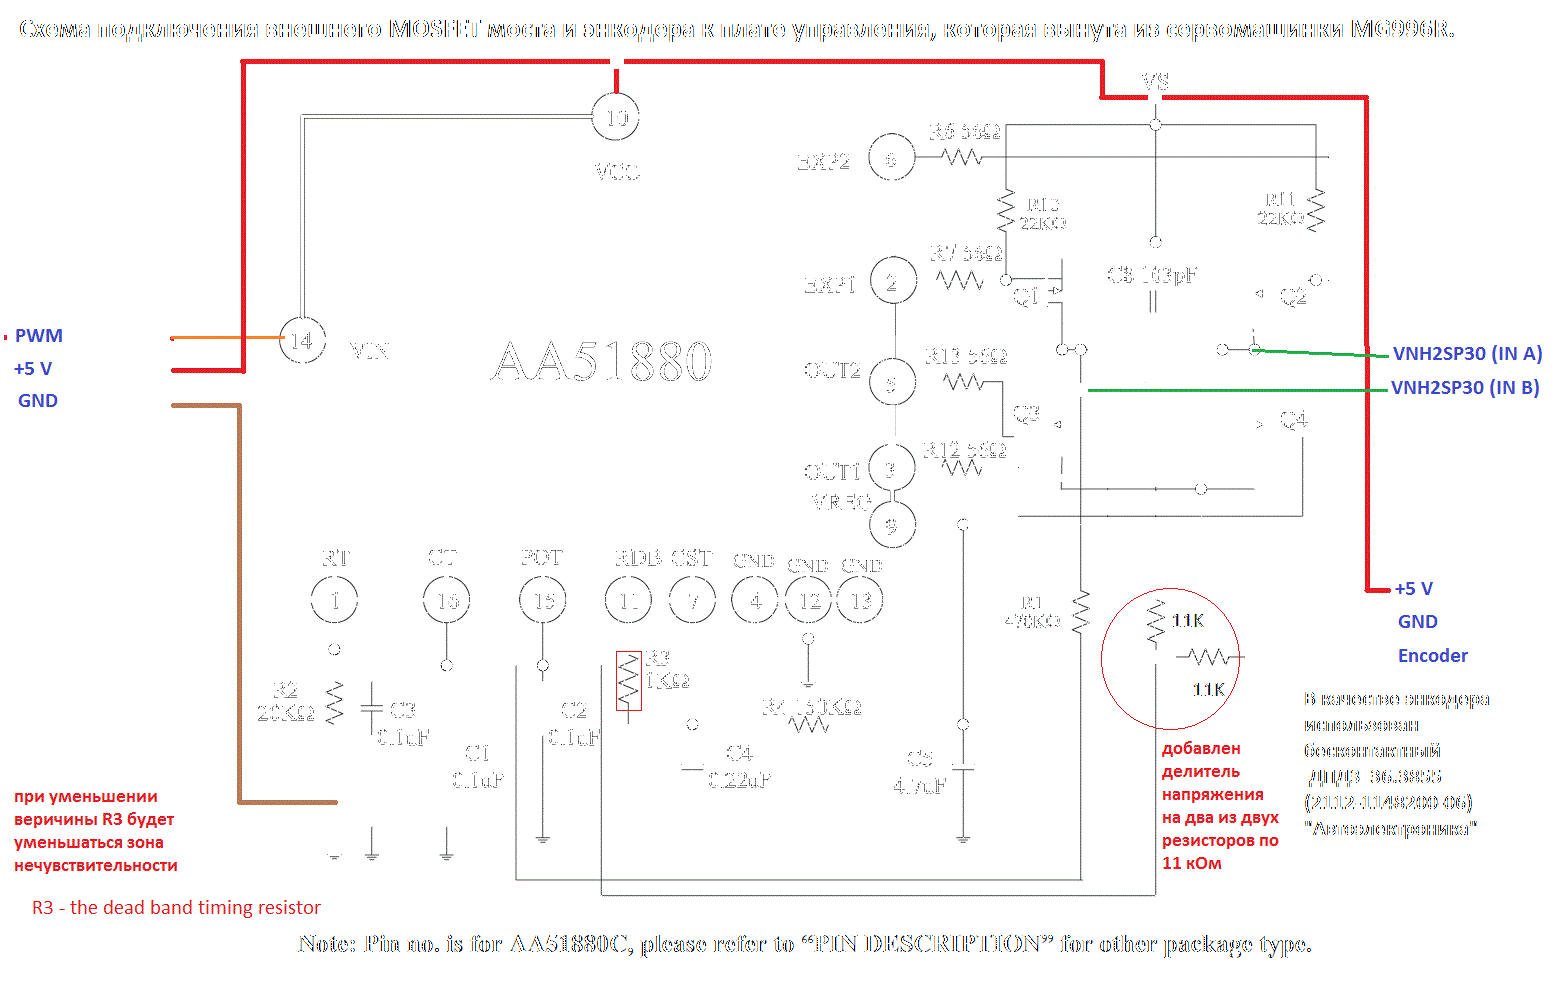 Схема подключения внешнего MOSFET моста и энкодера к плате управления, которая вынута из сервомашинки MG996R.
VS
10
VCC
R6 56Ω
EXP2
6
R13
22KΩ
R11
22KΩ
R7 56Ω
EXP1
2
Q1
C8 103pF
Q2
PWM
14
VIN
AA51880
+5 V
GND
OUT2
5
R13 56Ω
VNH2SP30 (IN A)
VNH2SP30 (IN B)
Q3
Q4
R12 56Ω
OUT1
3
VREG
9
RT
CT
POT
RDB
CST
GND
GND
GND
1
16
15
11
7
4
12
13
R1
470KΩ
11K
11K
+5 V
GND
Encoder
R3
1KΩ
R2
20KΩ
C3
0.1uF
C2
0.1uF
R4 150KΩ
C1
0.1uF
C4
0.22uF
C5
4.7uF
добавлен
делитель
напряжения
на два из двух
резисторов по
11 кОм
В качестве энкодера
использован
бесконтактный
ДПДЗ 36.3855
(2112-1148200-06)
"Автоэлектроника"
при уменьшении
веричины R3 будет
уменьшаться зона
нечувствительности
R3 - the dead band timing resistor
Note: Pin no. is for AA51880C, please refer to “PIN DESCRIPTION” for other package type.